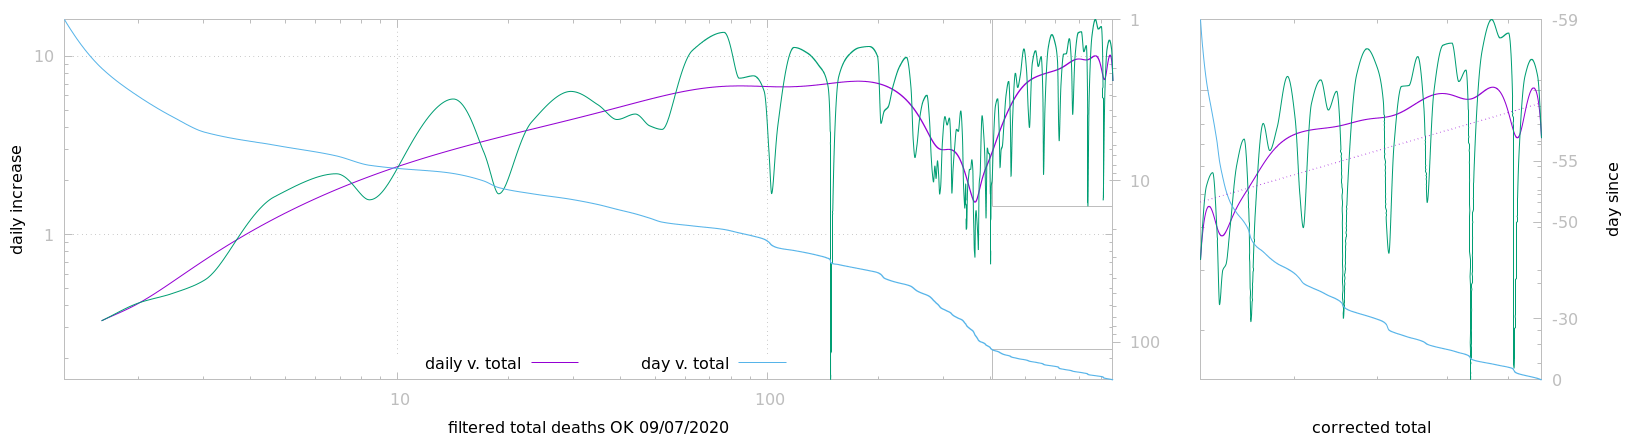 daily increase
10
1
10
100
1
10
100
daily v. total
day v. total
filtered total deaths OK 09/07/2020
-59
-55
-50
-30
0
day since
corrected total